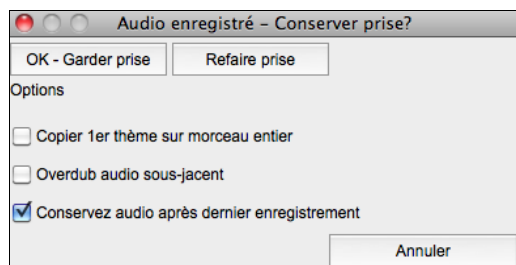 Audio enregistré – Conserver prise?
OK - Garder prise Refaire prise
Options
Copier 1er thème sur morceau entier
Overdub audio sous-jacent
Conservez audio après dernier enregistrement
Annuler